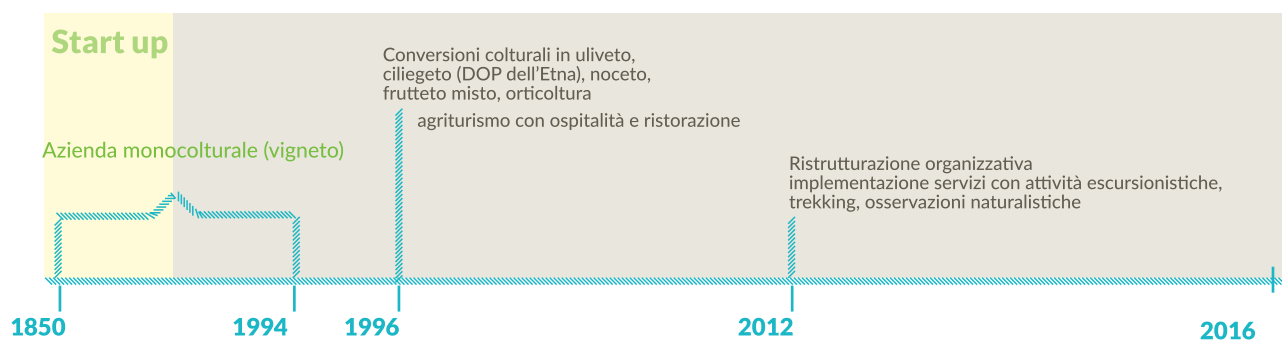 Start up
Conversioni colturali in uliveto,
ciliegeto (DOP dell'Etna), noceto,
frutteto misto, orticoltura
agriturismo con ospitalità e ristorazione
Azienda monocolturale (vigneto)
Ristrutturazione organizzativa
implementazione servizi con attività escursionistiche,
trekking, osservazioni naturalistiche
1850
1994
1996
2012
2016